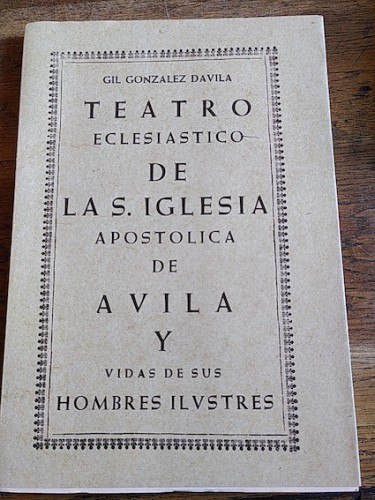 GIL GONZALEZ DAVILA
TEATRO
ECLESIASTICO
DE
LA S. IGLESIA
APOSTOLICA
DE
AVILA
Y
VIDAS DE SUS
HOMBRES ILVSTRES